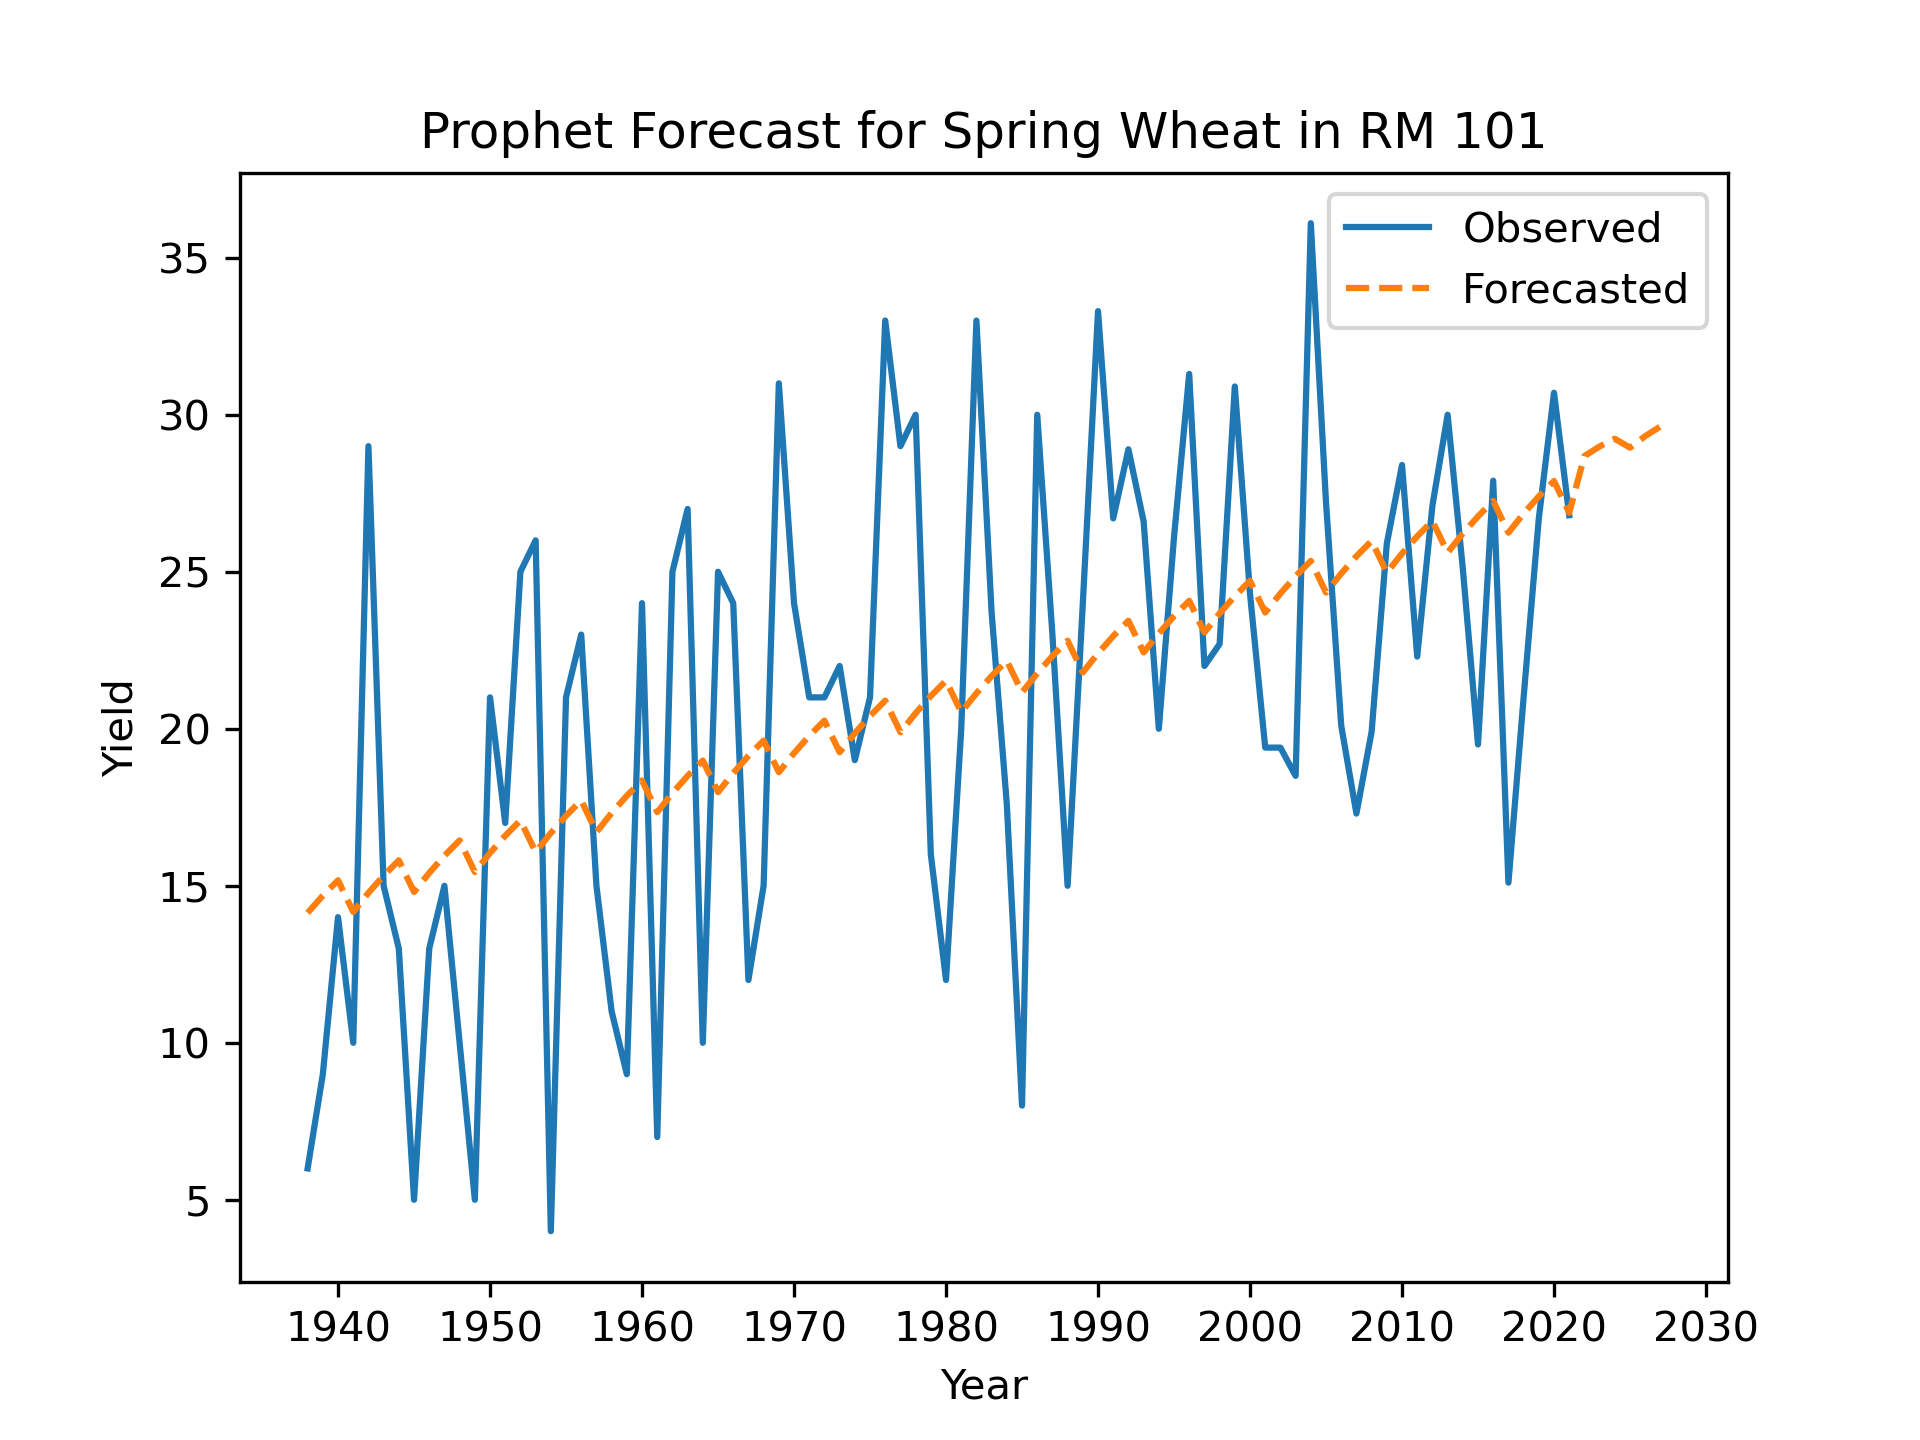 Prophet Forecast for Spring Wheat in RM 101
Observed
Forecasted
35
30
25
20
15
10
5
Yield
1940 1950 1960 1970 1980 1990 2000 2010 2020 2030
Year